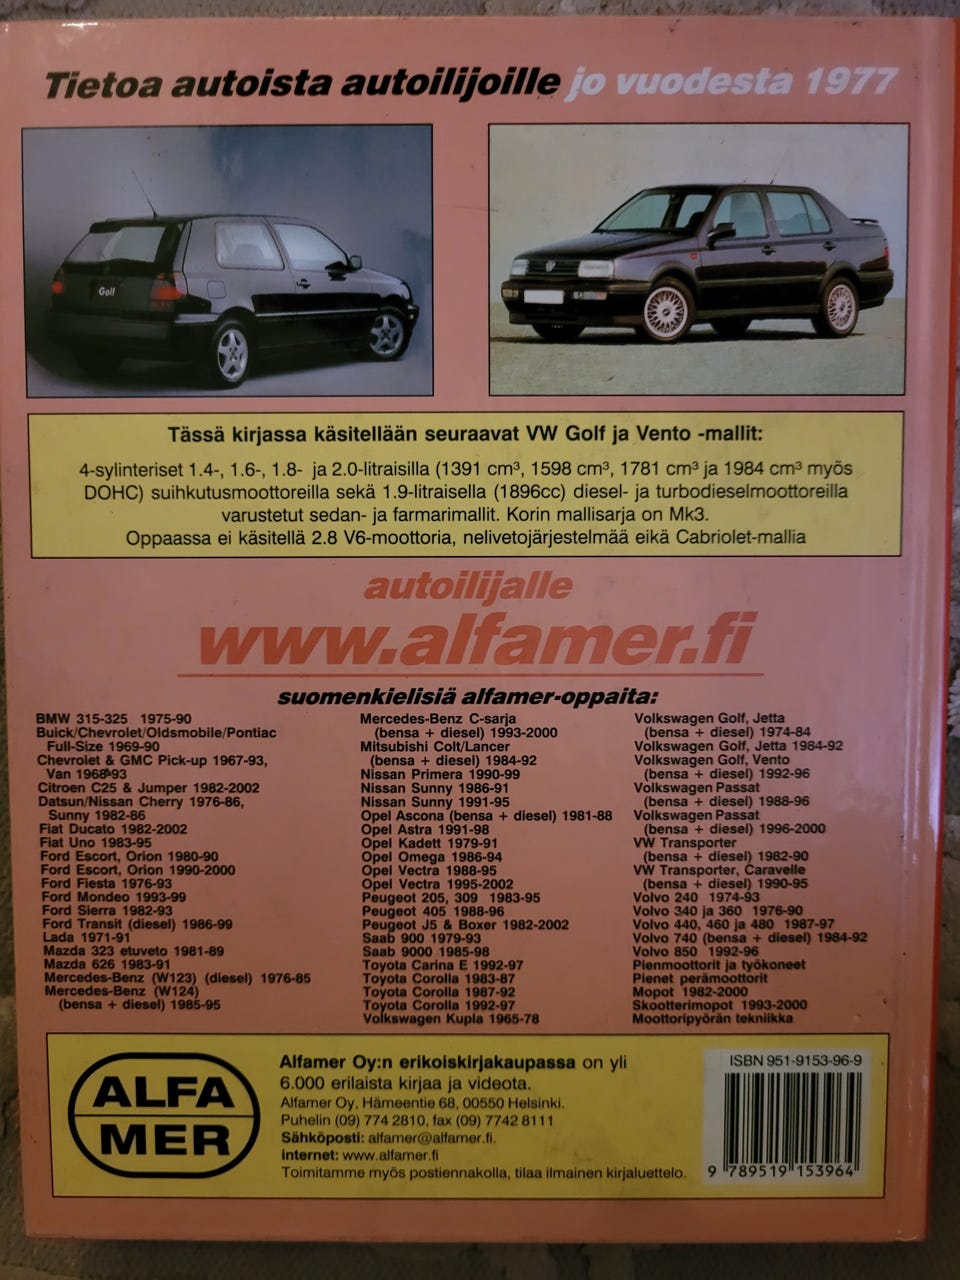 Tietoa autoista autoilijoille jo vuodesta 1977
Golf
Tässä kirjassa käsitellään seuraavat VW Golf ja Vento -mallit:
4-sylinteriset 1.4-, 1.6-, 1.8- ja 2.0-litraisilla (1391 cm³, 1598 cm³, 1781 cm³ ja 1984 cm³ myös
DOHC) suihkutusmoottoreilla sekä 1.9-litraisella (1896cc) diesel- ja turbodieselmoottoreilla
varustetut sedan- ja farmarimallit. Korin mallisarja on Mk3.
Oppaassa ei käsitellä 2.8 V6-moottoria, nelivetojärjestelmää eikä Cabriolet-mallia
autoilijalle
www.alfamer.fi
suomenkielisiä alfamer-oppaita:
BMW 315-325 1975-90
Buick/Chevrolet/Oldsmobile/Pontiac
Full-Size 1969-90
Chevrolet & GMC Pick-up 1967-93,
Van 1968-93
Citroen C25 & Jumper 1982-2002
Datsun/Nissan Cherry 1976-86,
Sunny 1982-86
Fiat Ducato 1982-2002
Fiat Uno 1983-95
Ford Escort, Orion 1980-90
Ford Escort, Orion 1990-2000
Ford Fiesta 1976-93
Ford Mondeo 1993-99
Ford Sierra 1982-93
Ford Transit (diesel) 1986-99
Lada 1971-91
Mazda 323 etuveto 1981-89
Mazda 626 1983-91
Mercedes-Benz (W123) (diesel) 1976-85
Mercedes-Benz (W124)
(bensa + diesel) 1985-95
Mercedes-Benz C-sarja
(bensa + diesel) 1993-2000
Mitsubishi Colt/Lancer
(bensa + diesel) 1984-92
Nissan Primera 1990-99
Nissan Sunny 1986-91
Nissan Sunny 1991-95
Opel Ascona (bensa + diesel) 1981-88
Opel Astra 1991-98
Opel Kadett 1979-91
Opel Omega 1986-94
Opel Vectra 1988-95
Opel Vectra 1995-2002
Peugeot 205, 309 1983-95
Peugeot 405 1988-96
Peugeot J5 & Boxer 1982-2002
Saab 900 1979-93
Saab 9000 1985-98
Toyota Carina E 1992-97
Toyota Corolla 1983-87
Toyota Corolla 1987-92
Toyota Corolla 1992-97
Volkswagen Kupla 1965-78
Volkswagen Golf, Jetta
(bensa + diesel) 1974-84
Volkswagen Golf, Jetta 1984-92
Volkswagen Golf, Vento
(bensa + diesel) 1992-96
Volkswagen Passat
(bensa + diesel) 1988-96
Volkswagen Passat
(bensa + diesel) 1996-2000
VW Transporter
(bensa + diesel) 1982-90
VW Transporter, Caravelle
(bensa + diesel) 1990-95
Volvo 240 1974-93
Volvo 340 ja 360 1976-90
Volvo 440, 460 ja 480 1987-97
Volvo 740 (bensa + diesel) 1984-92
Volvo 850 1992-96
Pienmoottorit ja työkoneet
Pienet perämoottorit
Mopot 1982-2000
Skootterimopot 1993-2000
Moottoripyörän tekniikka
ALFA
MER
Alfamer Oy:n erikoiskirjakaupassa on yli
6.000 erilaista kirjaa ja videota.
Alfamer Oy, Hämeentie 68, 00550 Helsinki.
Puhelin (09) 774 2810, fax (09) 7742 8111
Sähköposti: alfamer@alfamer.fi.
internet: www.alfamer.fi
Toimitamme myös postiennakolla, tilaa ilmainen kirjaluettelo.
ISBN 951-9153-96-9
9 789519 153964